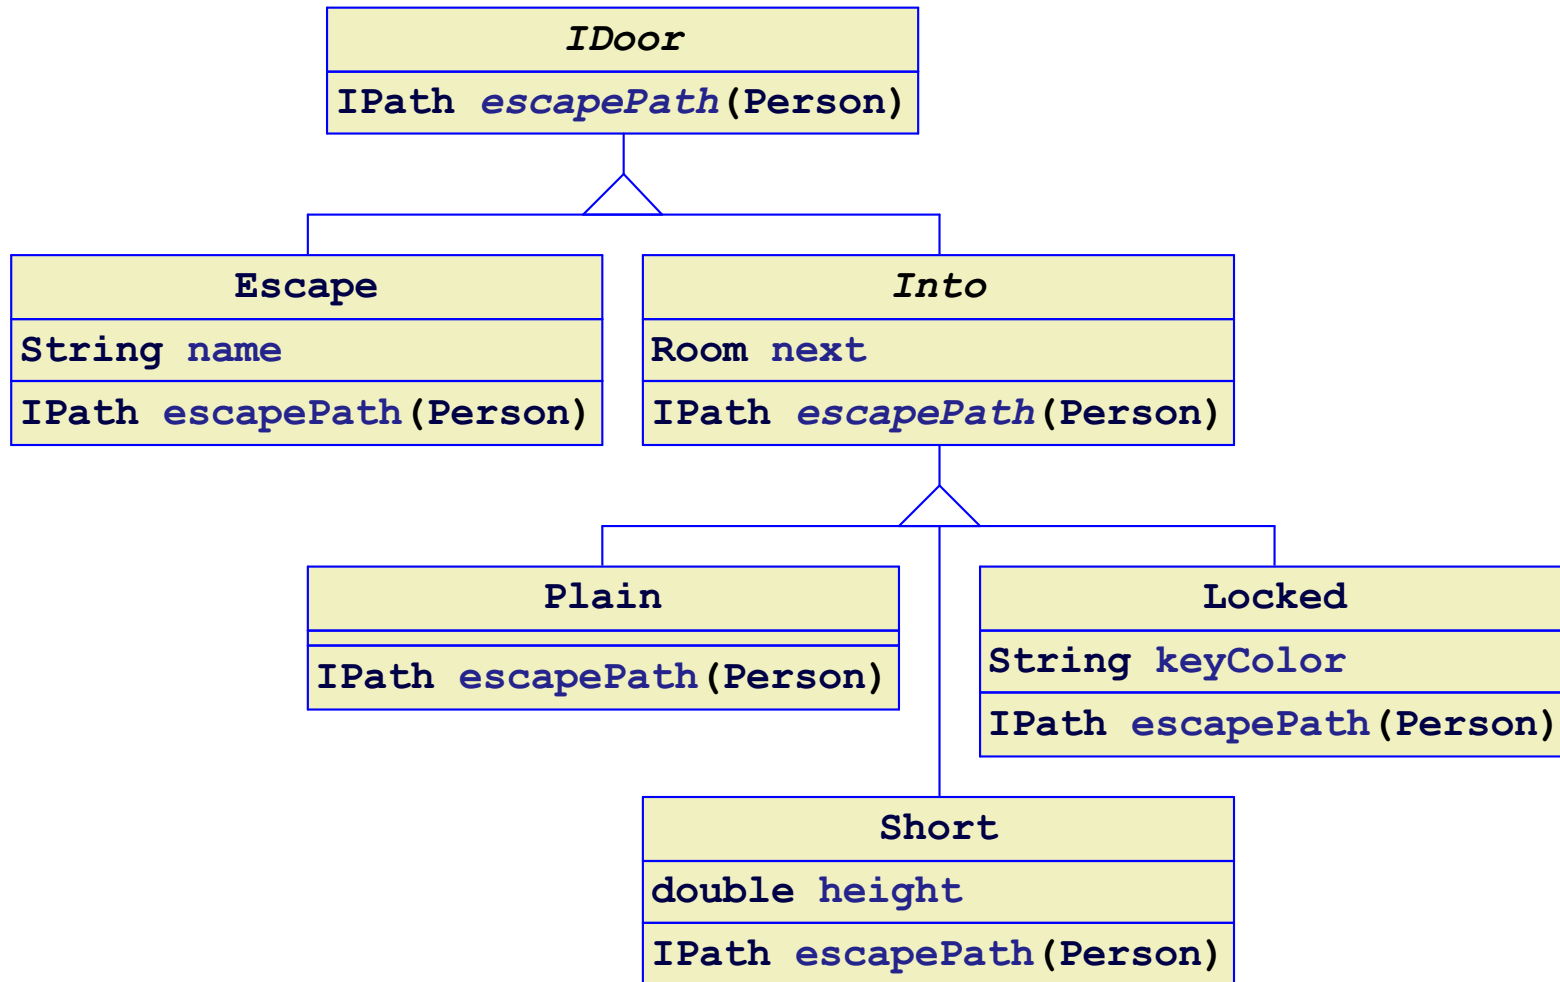 IDoor
IPath escapePath(Person)
Escape
String name
IPath escapePath(Person)
Into
Room next
IPath escapePath(Person)
Plain
IPath escapePath(Person)
Locked
String keyColor
IPath escapePath(Person)
Short
double height
IPath escapePath(Person)